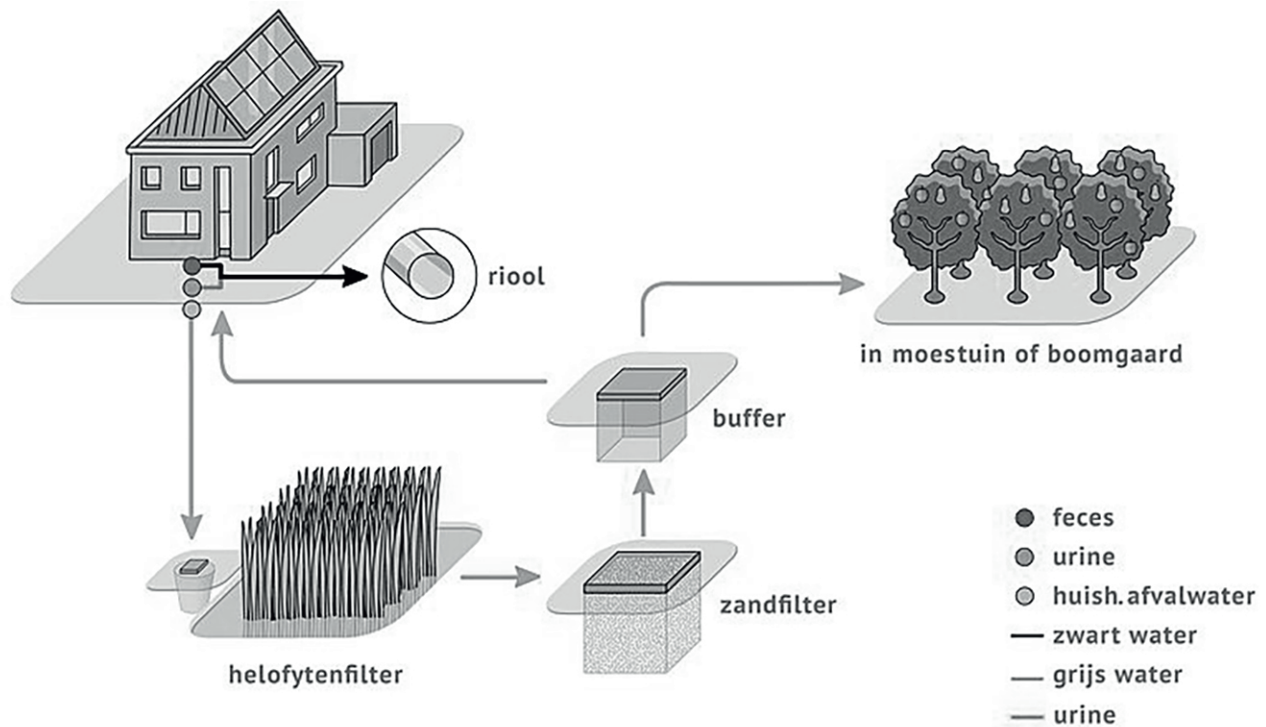 riool
in moestuin of boomgaard
buffer
zandfilter
helofytenfilter
feces
urine
huish. afvalwater
zwart water
grijs water
urine